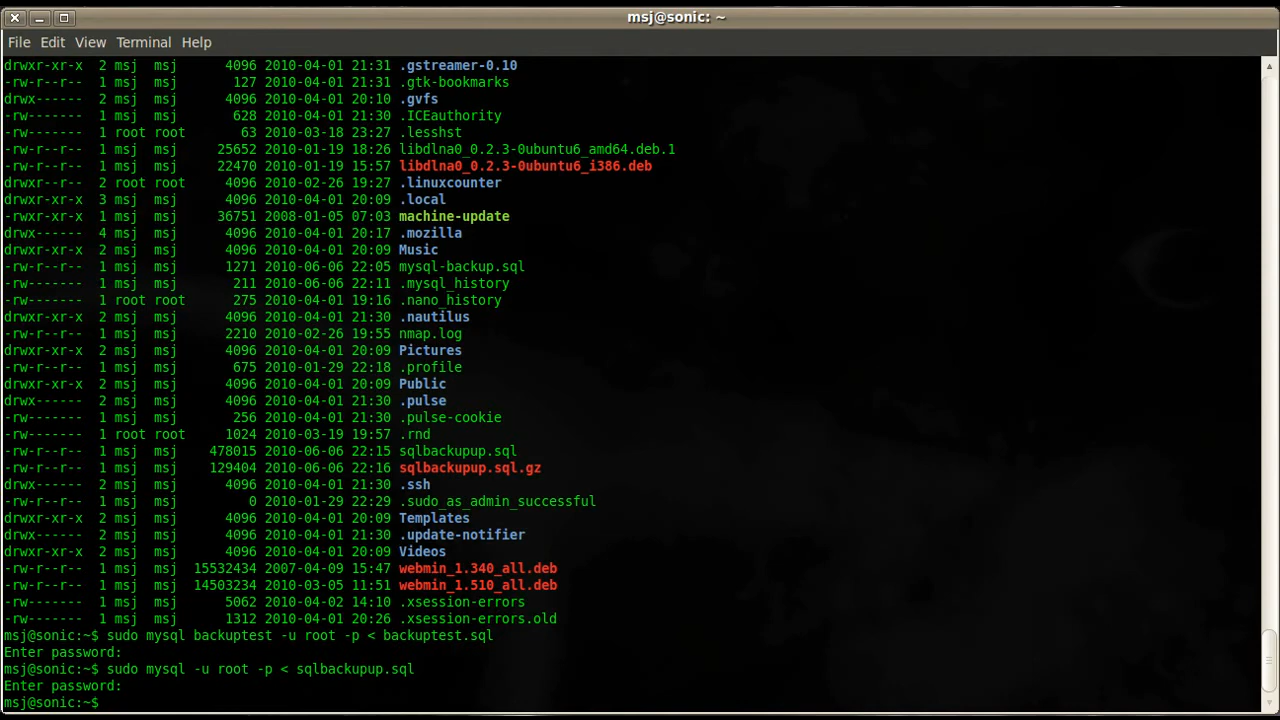 msj@sonic: ~
File Edit View Terminal Help
drwxr-xr-x 2 msj msj 4096 2010-04-01 21:31 .gstreamer-0.10
-rw-r--r-- 1 msj msj 127 2010-04-01 21:31 .gtk-bookmarks
drwx------ 2 msj msj 4096 2010-04-01 20:10 .gvfs
-rw------- 1 msj msj 628 2010-04-01 21:30 .ICEauthority
-rw------- 1 root root 63 2010-03-18 23:27 .lesshst
-rw-r--r-- 1 msj msj 25652 2010-01-19 18:26 libdlna0_0.2.3-0ubuntu6_amd64.deb.1
-rw-r--r-- 1 msj msj 22470 2010-01-19 15:57 libdlna0_0.2.3-0ubuntu6_i386.deb
drwxr--r-- 2 root root 4096 2010-02-26 19:27 .linuxcounter
drwxr-xr-x 3 msj msj 4096 2010-04-01 20:09 .local
-rwxr-xr-x 1 msj msj 36751 2008-01-05 07:03 machine-update
drwx------ 4 msj msj 4096 2010-04-01 20:17 .mozilla
drwxr-xr-x 2 msj msj 4096 2010-04-01 20:09 Music
-rw-r--r-- 1 msj msj 1271 2010-06-06 22:05 mysql-backup.sql
-rw------- 1 msj msj 211 2010-06-06 22:11 .mysql_history
-rw------- 1 root root 275 2010-04-01 19:16 .nano_history
drwxr-xr-x 2 msj msj 4096 2010-04-01 21:30 .nautilus
-rw-r--r-- 1 msj msj 2210 2010-02-26 19:55 nmap.log
drwxr-xr-x 2 msj msj 4096 2010-04-01 20:09 Pictures
-rw-r--r-- 1 msj msj 675 2010-01-29 22:18 .profile
drwxr-xr-x 2 msj msj 4096 2010-04-01 20:09 Public
drwx------ 2 msj msj 4096 2010-04-01 21:30 .pulse
-rw------- 1 msj msj 256 2010-04-01 21:30 .pulse-cookie
-rw------- 1 root root 1024 2010-03-19 19:57 .rnd
-rw-r--r-- 1 msj msj 478015 2010-06-06 22:15 sqlbackupup.sql
-rw-r--r-- 1 msj msj 129404 2010-06-06 22:16 sqlbackupup.sql.gz
drwx------ 2 msj msj 4096 2010-04-01 21:30 .ssh
-rw-r--r-- 1 msj msj 0 2010-01-29 22:29 .sudo_as_admin_successful
drwxr-xr-x 2 msj msj 4096 2010-04-01 20:09 Templates
drwx------ 2 msj msj 4096 2010-04-01 21:30 .update-notifier
drwxr-xr-x 2 msj msj 4096 2010-04-01 20:09 Videos
-rw-r--r-- 1 msj msj 15532434 2007-04-09 15:47 webmin_1.340_all.deb
-rw-r--r-- 1 msj msj 14503234 2010-03-05 11:51 webmin_1.510_all.deb
-rw------- 1 msj msj 5062 2010-04-02 14:10 .xsession-errors
-rw------- 1 msj msj 1312 2010-04-01 20:26 .xsession-errors.old
msj@sonic:~$ sudo mysql backuptest -u root -p < backuptest.sql
Enter password:
msj@sonic:~$ sudo mysql -u root -p < sqlbackupup.sql
Enter password:
msj@sonic:~$